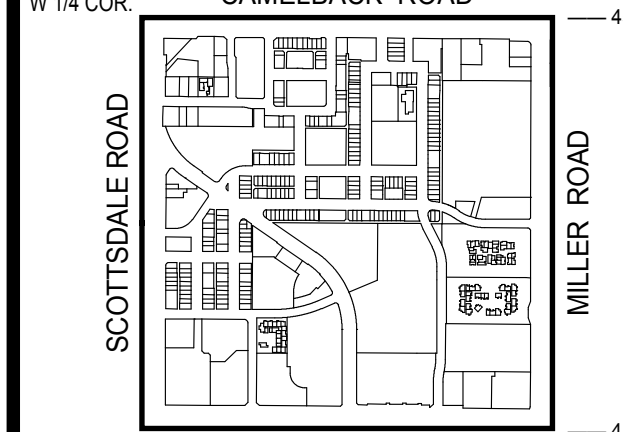 W 1/4 COR.
CAMELBACK ROAD
4
SCOTTSDALE ROAD
MILLER ROAD
4